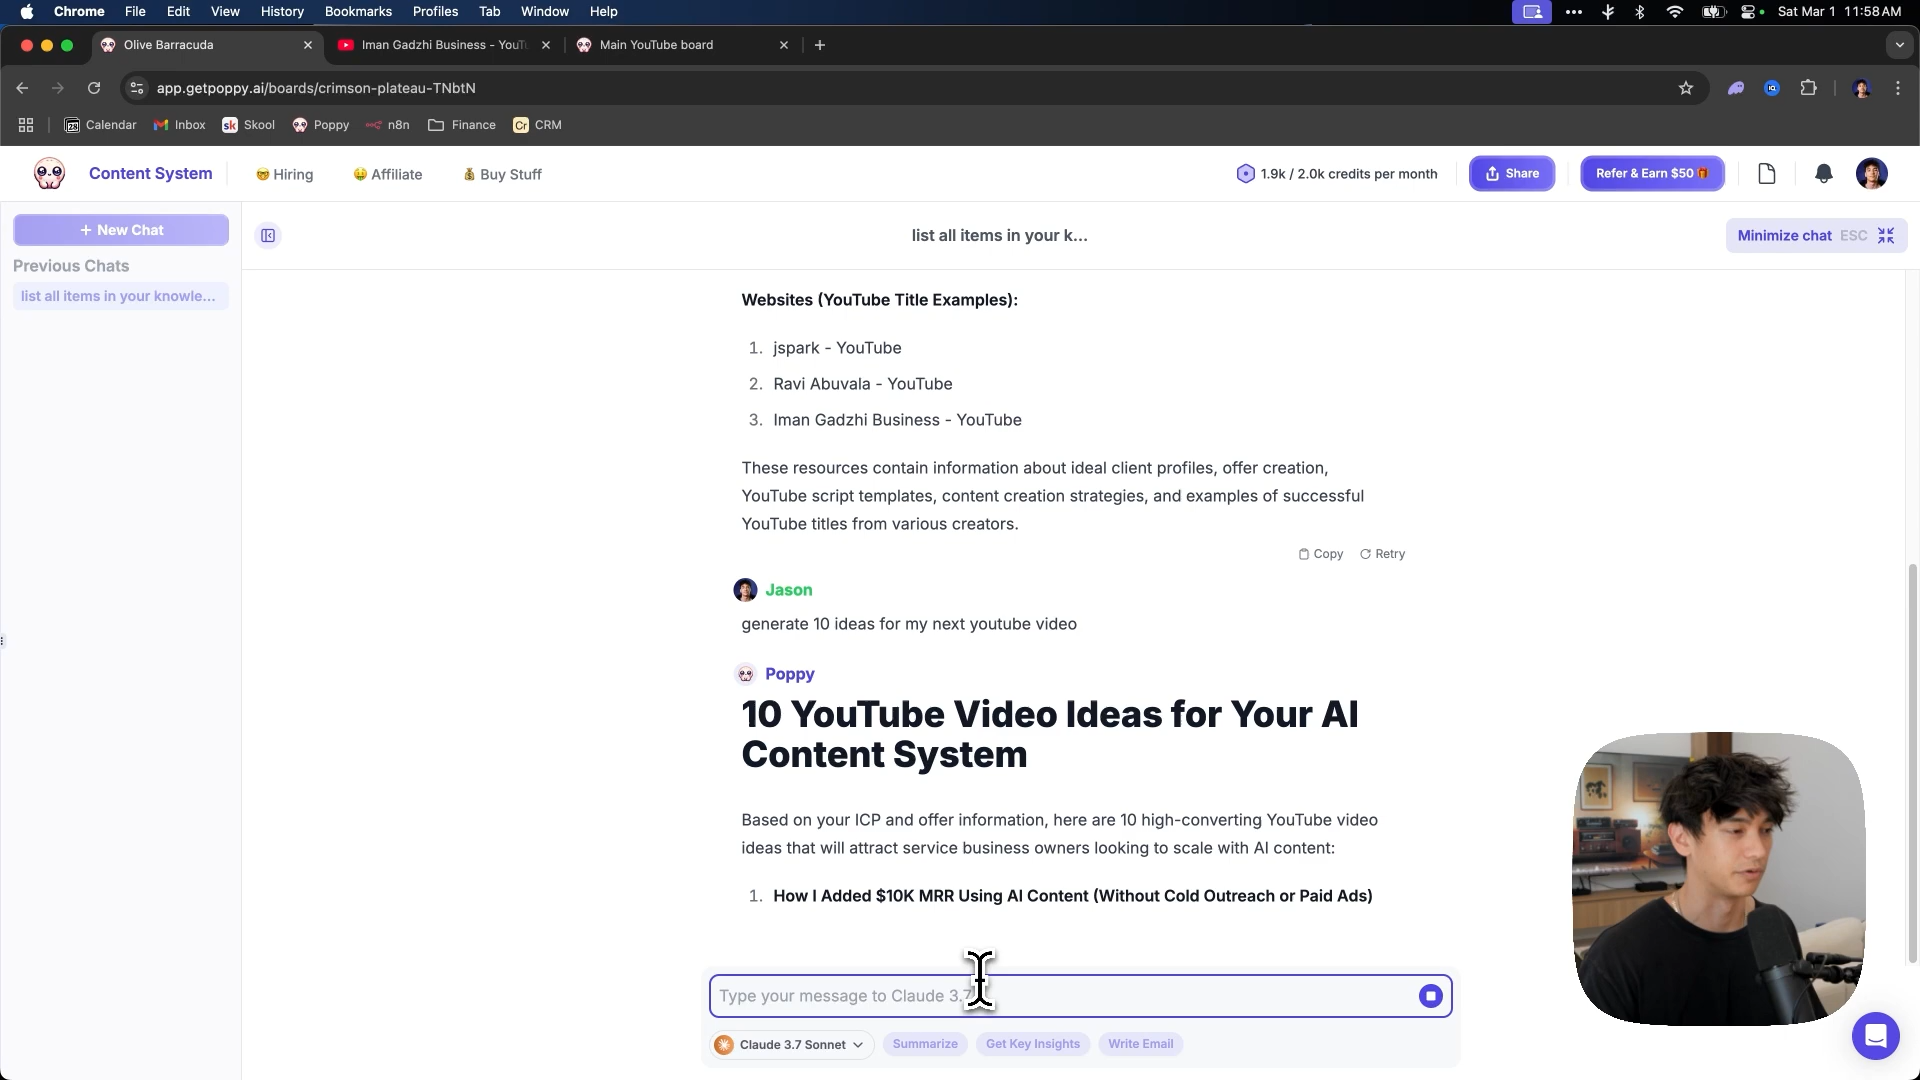 Chrome File Edit View History Bookmarks Profiles Tab Window Help Sat Mar 1 11:58 AM
Olive Barracuda Iman Gadzhi Business - YouTu Main YouTube board
app.getpoppy.ai/boards/crimson-plateau-TNbtN
Calendar Inbox sk Skool Poppy n8n Finance Cr CRM
Content System Hiring Affiliate Buy Stuff 1.9k / 2.0k credits per month Share Refer & Earn $50
+ New Chat
list all items in your k...
Minimize chat ESC
Previous Chats
list all items in your knowle...
Websites (YouTube Title Examples):
1. jspark - YouTube
2. Ravi Abuvala - YouTube
3. Iman Gadzhi Business - YouTube
These resources contain information about ideal client profiles, offer creation,
YouTube script templates, content creation strategies, and examples of successful
YouTube titles from various creators.
Copy Retry
Jason
generate 10 ideas for my next youtube video
Poppy
10 YouTube Video Ideas for Your AI
Content System
Based on your ICP and offer information, here are 10 high-converting YouTube video
ideas that will attract service business owners looking to scale with AI content:
1. How I Added $10K MRR Using AI Content (Without Cold Outreach or Paid Ads)
Type your message to Claude 3.7
Claude 3.7 Sonnet Summarize Get Key Insights Write Email